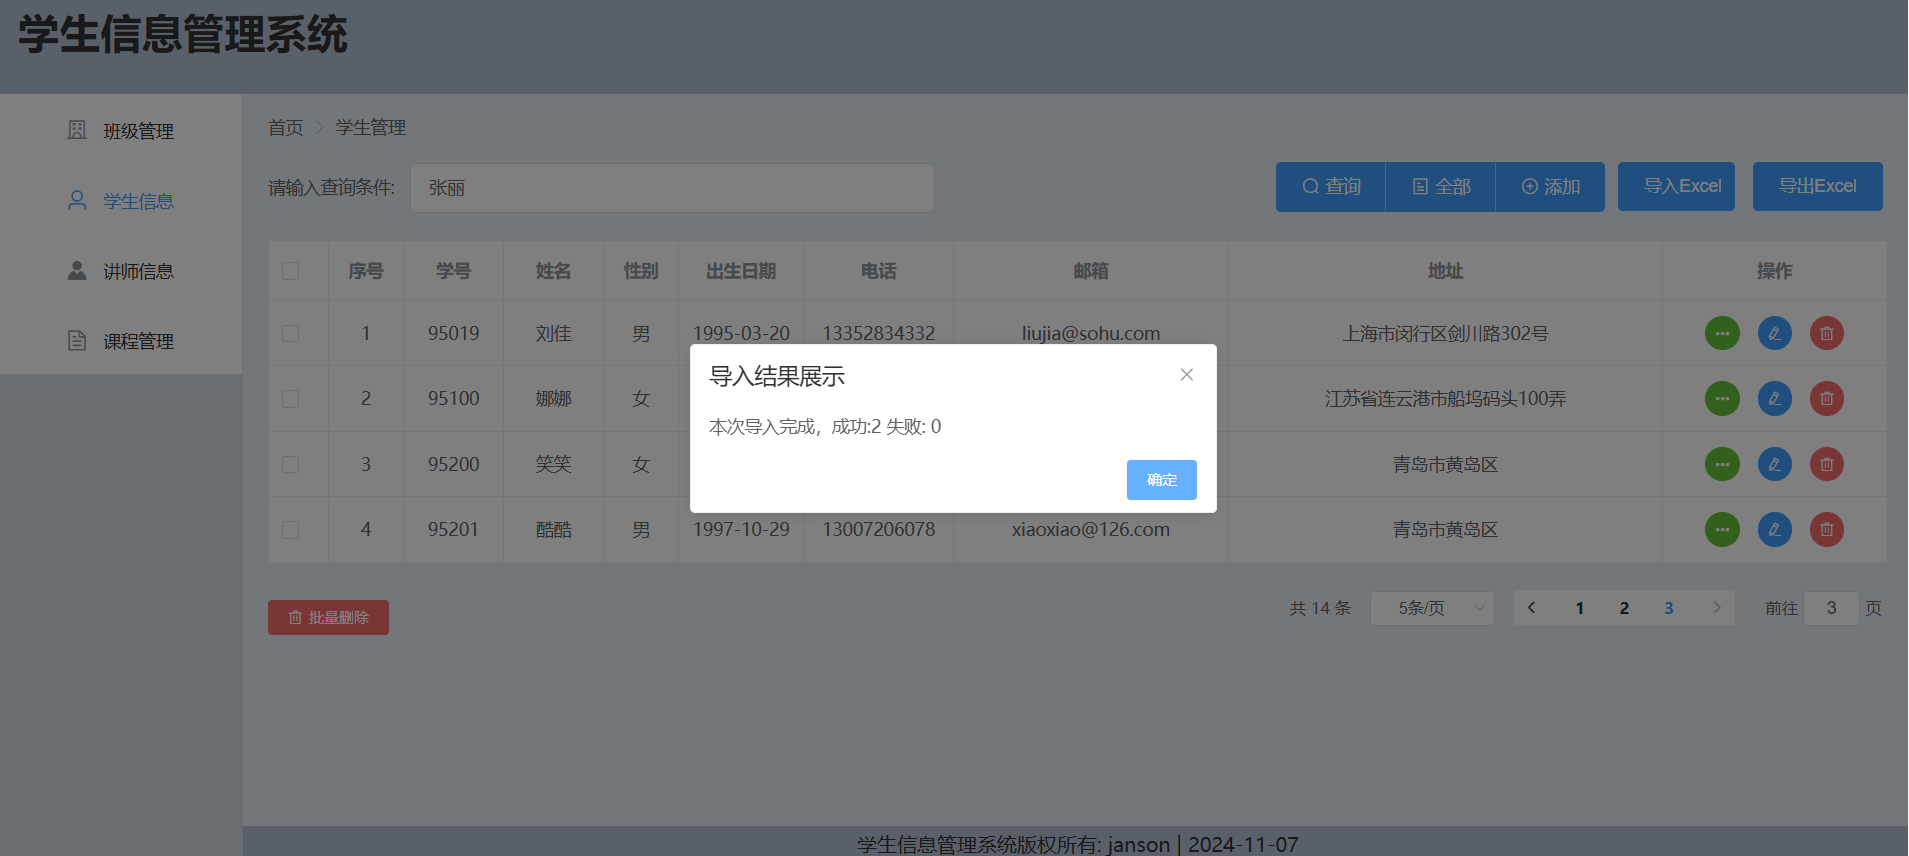 学生信息管理系统
班级管理
学生信息
讲师信息
课程管理
首页 > 学生管理
请输入查询条件: 张丽 查询 全部 添加 导入Excel 导出Excel
序号 学号 姓名 性别 出生日期 电话 邮箱 地址 操作
1 95019 刘佳 男 1995-03-20 13352834332 liujia@sohu.com 上海市闵行区剑川路302号
2 95100 娜娜 女 江苏省连云港市船坞码头100弄
3 95200 笑笑 女 青岛市黄岛区
4 95201 酷酷 男 1997-10-29 13007206078 xiaoxiao@126.com 青岛市黄岛区
导入结果展示
本次导入完成，成功:2 失败: 0
确定
批量删除 共 14 条 5条/页 1 2 3 前往 3 页
学生信息管理系统版权所有: janson | 2024-11-07